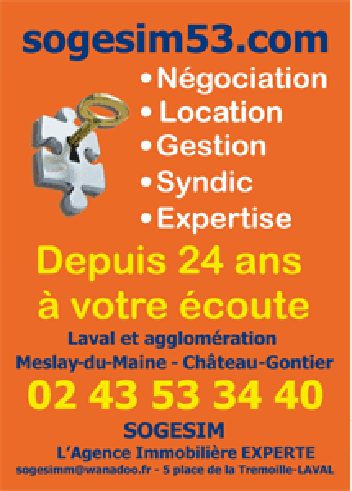 sogesim53.com
• Négociation
• Location
• Gestion
• Syndic
• Expertise
Depuis 24 ans
à votre écoute
Laval et agglomération
Meslay-du-Maine - Château-Gontier
02 43 53 34 40
SOGESIM
L'Agence Immobilière EXPERTE
sogesimm@wanadoo.fr - 5 place de la Tremoille-LAVAL